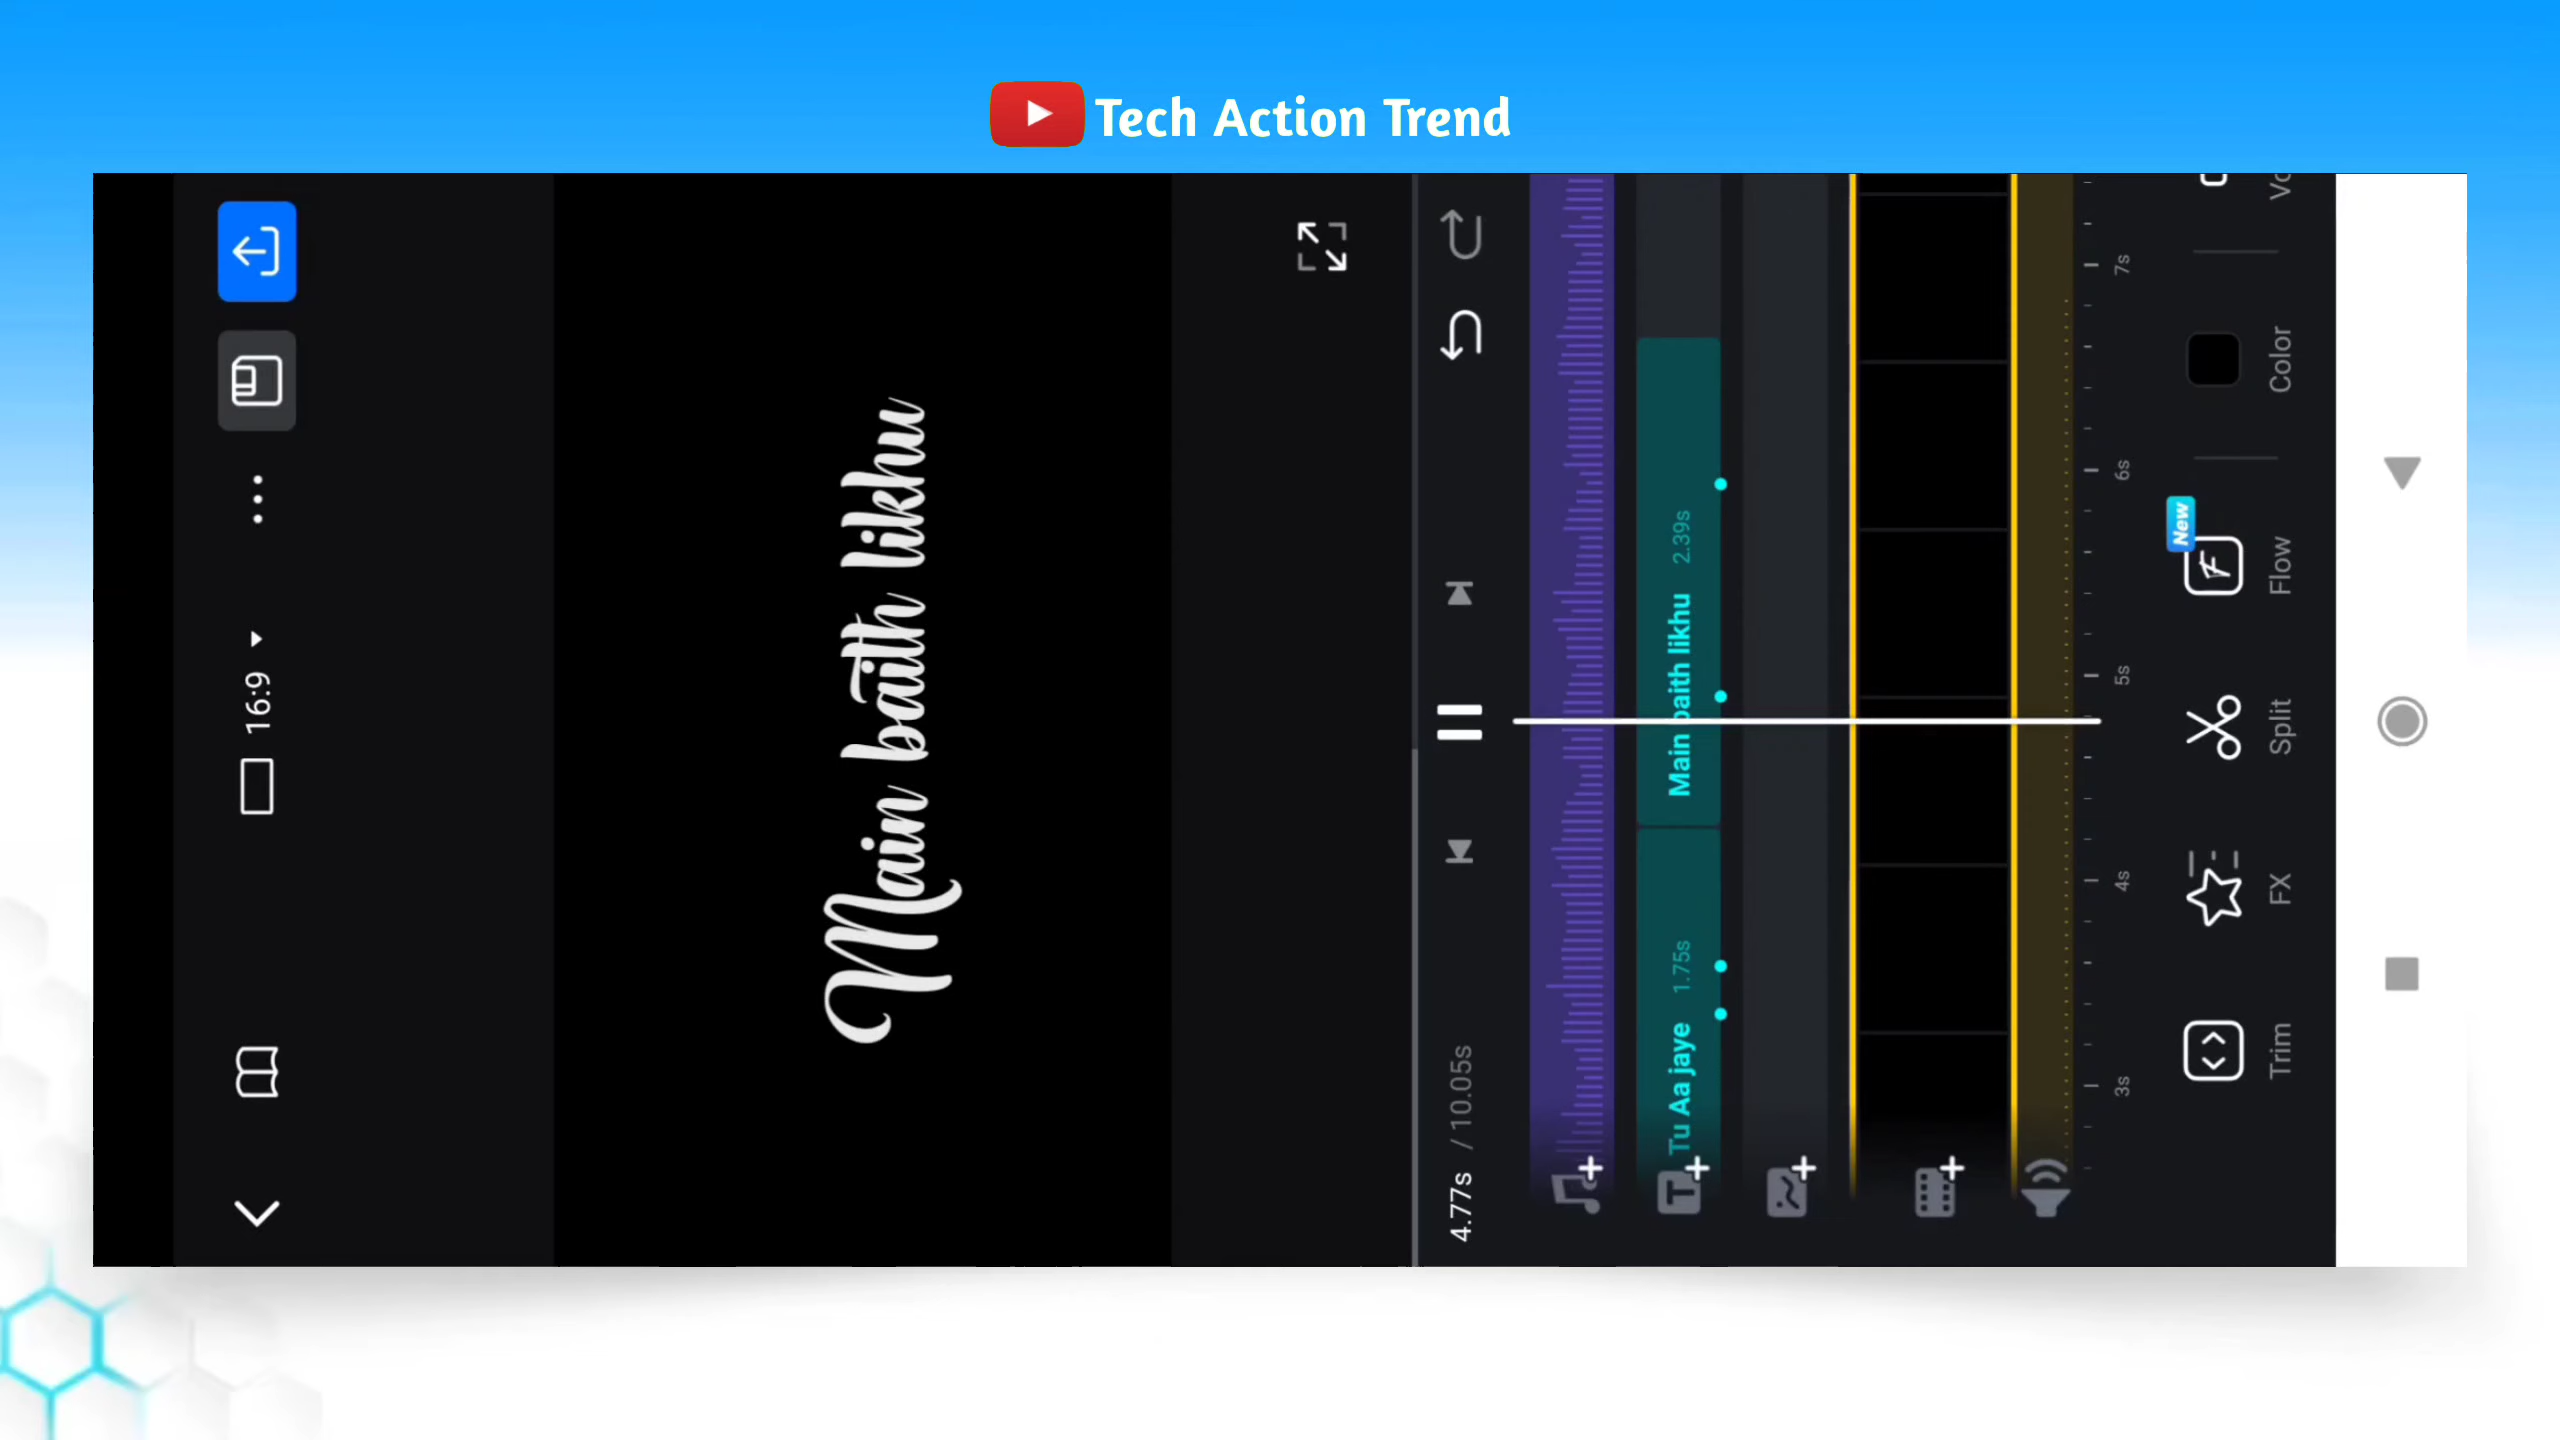 Tech Action Trend
16:9
Main baith likhu
4.77s / 10.05s
Tu Aa jaye 1.75s
Main baith likhu 2.39s
3s
4s
5s
6s
7s
Trim
FX
Split
New
Flow
Color